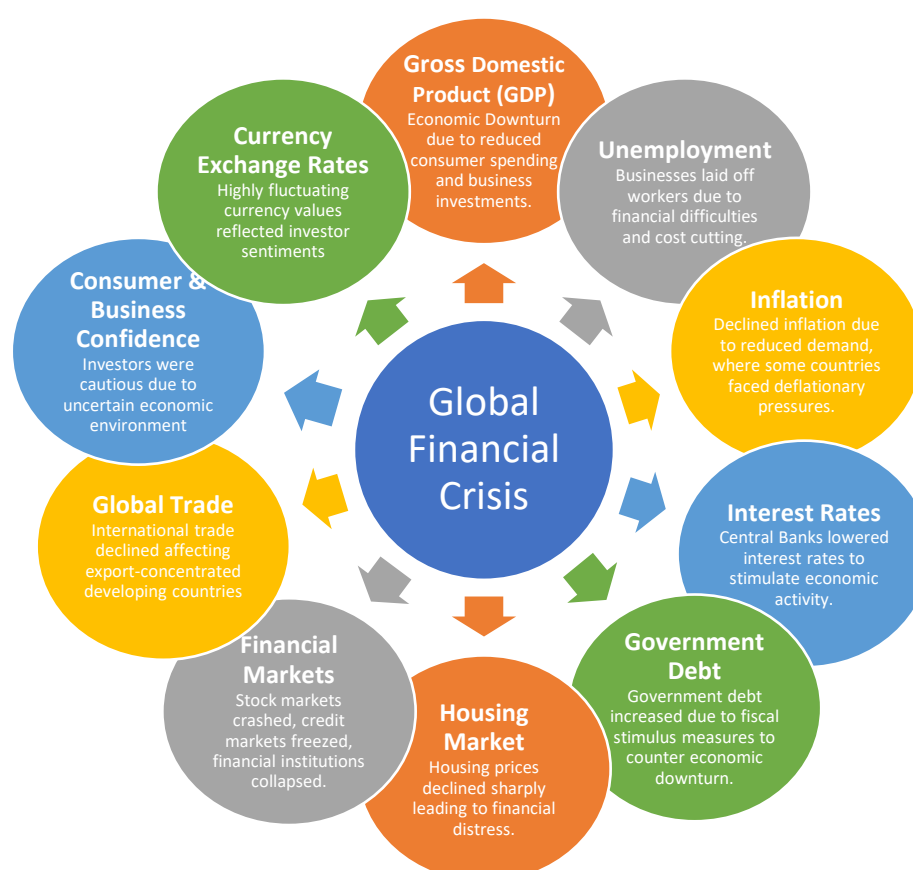 Gross Domestic
Product (GDP)
Economic Downturn
due to reduced
consumer spending
and business
investments.
Unemployment
Businesses laid off
workers due to
financial difficulties
and cost cutting.
Inflation
Declined inflation due
to reduced demand,
where some countries
faced deflationary
pressures.
Interest Rates
Central Banks lowered
interest rates to
stimulate economic
activity.
Government
Debt
Government debt
increased due to fiscal
stimulus measures to
counter economic
downturn.
Housing
Market
Housing prices
declined sharply
leading to financial
distress.
Financial
Markets
Stock markets
crashed, credit
markets freezed,
financial institutions
collapsed.
Global Trade
International trade
declined affecting
export-concentrated
developing countries
Consumer &
Business
Confidence
Investors were
cautious due to
uncertain economic
environment
Currency
Exchange Rates
Highly fluctuating
currency values
reflected investor
sentiments
Global
Financial
Crisis